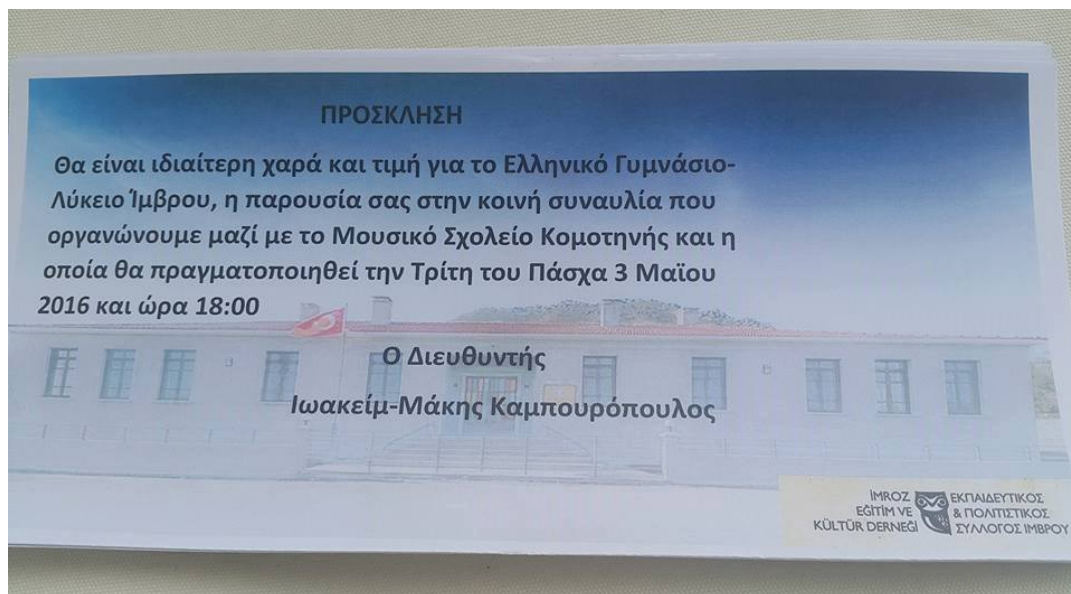 ΠΡΟΣΚΛΗΣΗ
Θα είναι ιδιαίτερη χαρά και τιμή για το Ελληνικό Γυμνάσιο-
Λύκειο Ίμβρου, η παρουσία σας στην κοινή συναυλία που
οργανώνουμε μαζί με το Μουσικό Σχολείο Κομοτηνής και η
οποία θα πραγματοποιηθεί την Τρίτη του Πάσχα 3 Μαϊου
2016 και ώρα 18:00
Ο Διευθυντής
Ιωακείμ-Μάκης Καμπουρόπουλος
İMROZ
EĞİTİM VE
KÜLTÜR DERNEĞİ
ΕΚΠΑΙΔΕΥΤΙΚΟΣ
& ΠΟΛΙΤΙΣΤΙΚΟΣ
ΣΥΛΛΟΓΟΣ ΙΜΒΡΟΥ